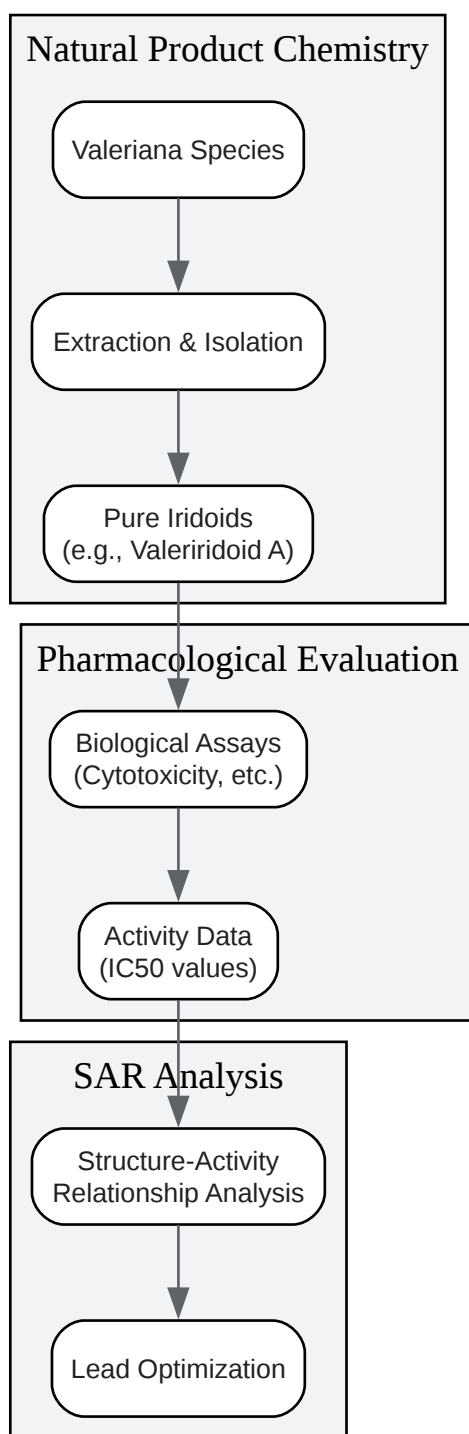 Natural Product Chemistry
Valeriana Species
Extraction & Isolation
Pure Iridoids
(e.g., Valeriridoid A)
Pharmacological Evaluation
Biological Assays
(Cytotoxicity, etc.)
Activity Data
(IC50 values)
SAR Analysis
Structure-Activity
Relationship Analysis
Lead Optimization